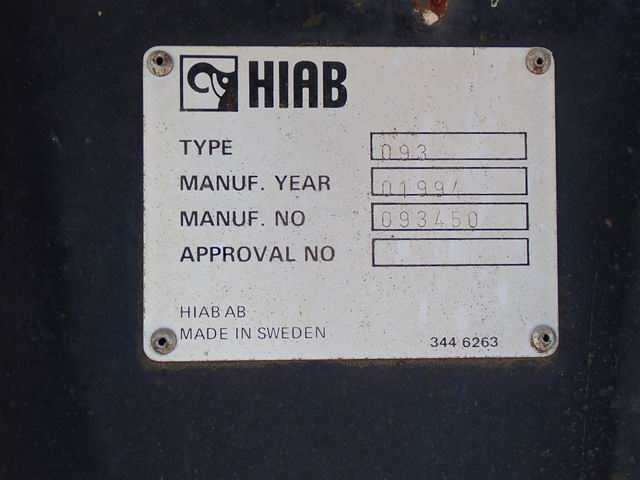 HIAB
TYPE 093
MANUF. YEAR 01994
MANUF. NO 093450
APPROVAL NO
HIAB AB
MADE IN SWEDEN
344 6263